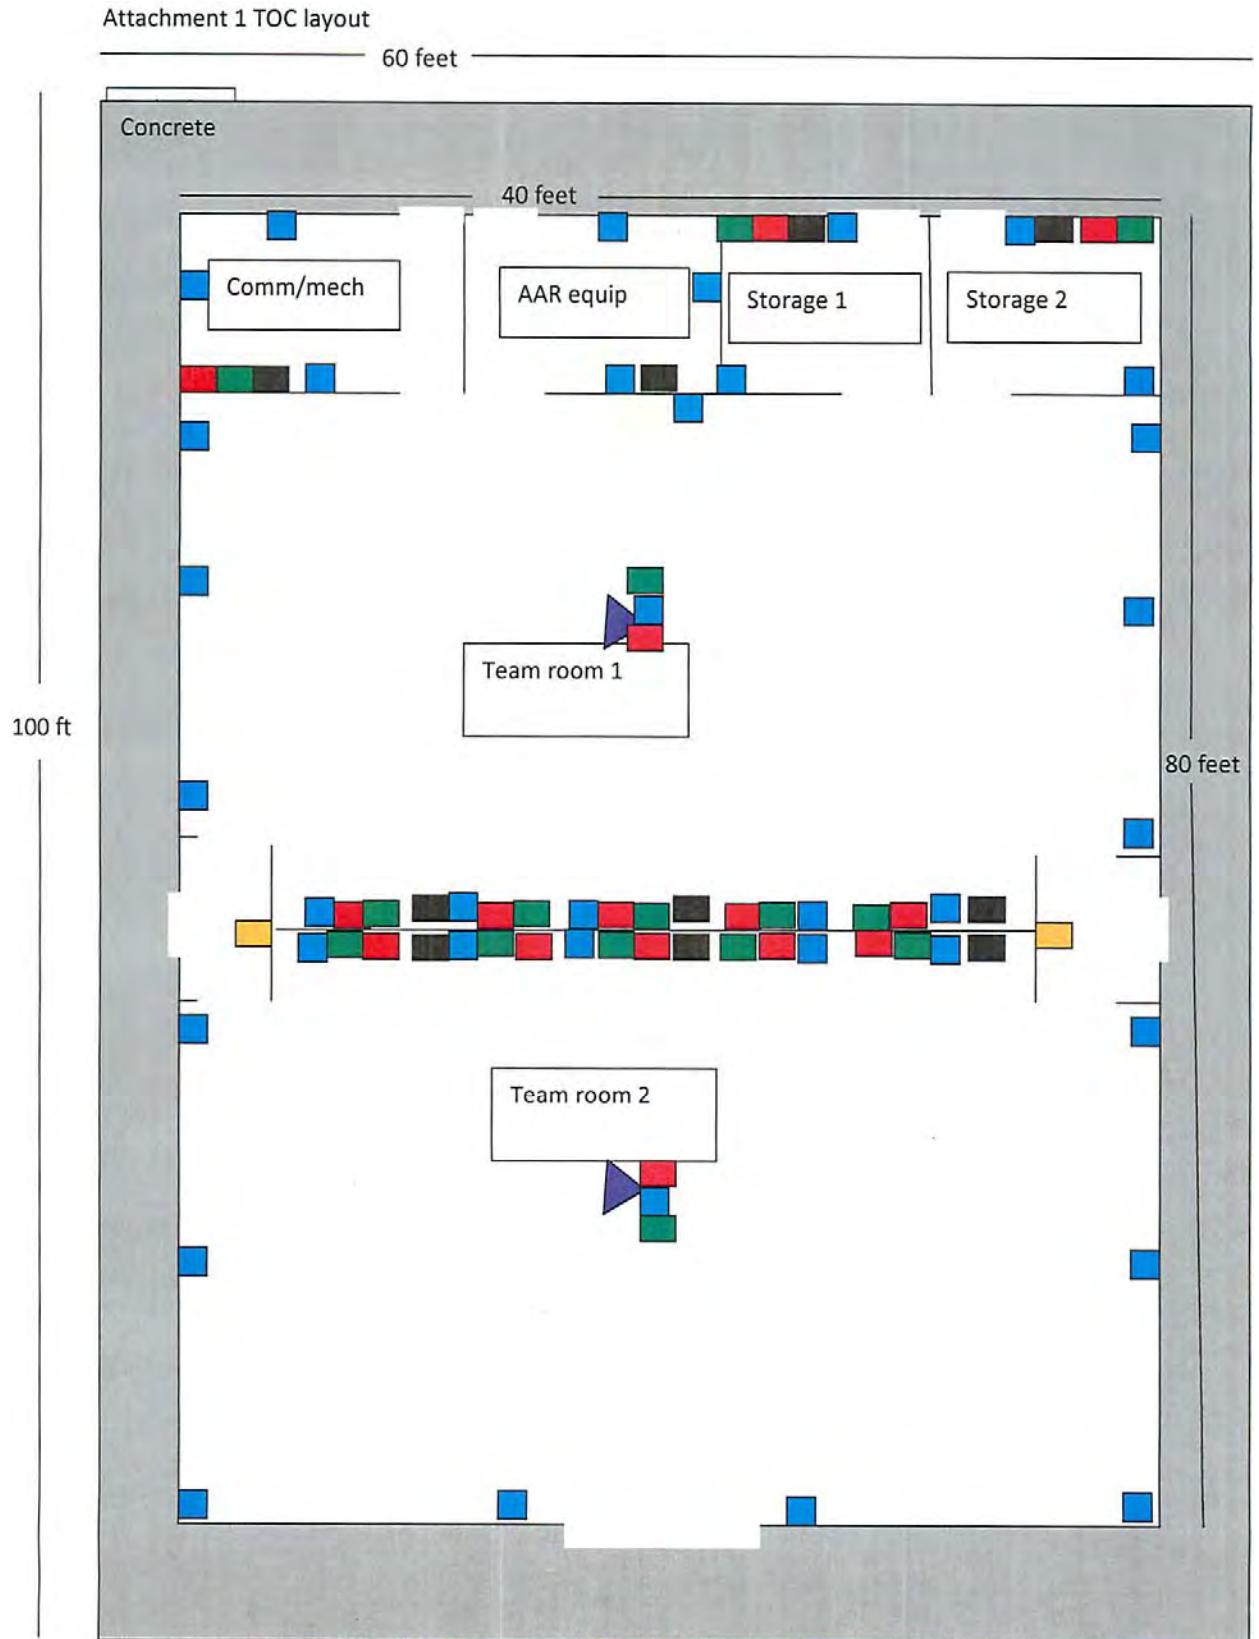 Attachment 1 TOC layout
60 feet
Concrete
40 feet
Comm/mech
AAR equip
Storage 1
Storage 2
Team room 1
100 ft
80 feet
Team room 2